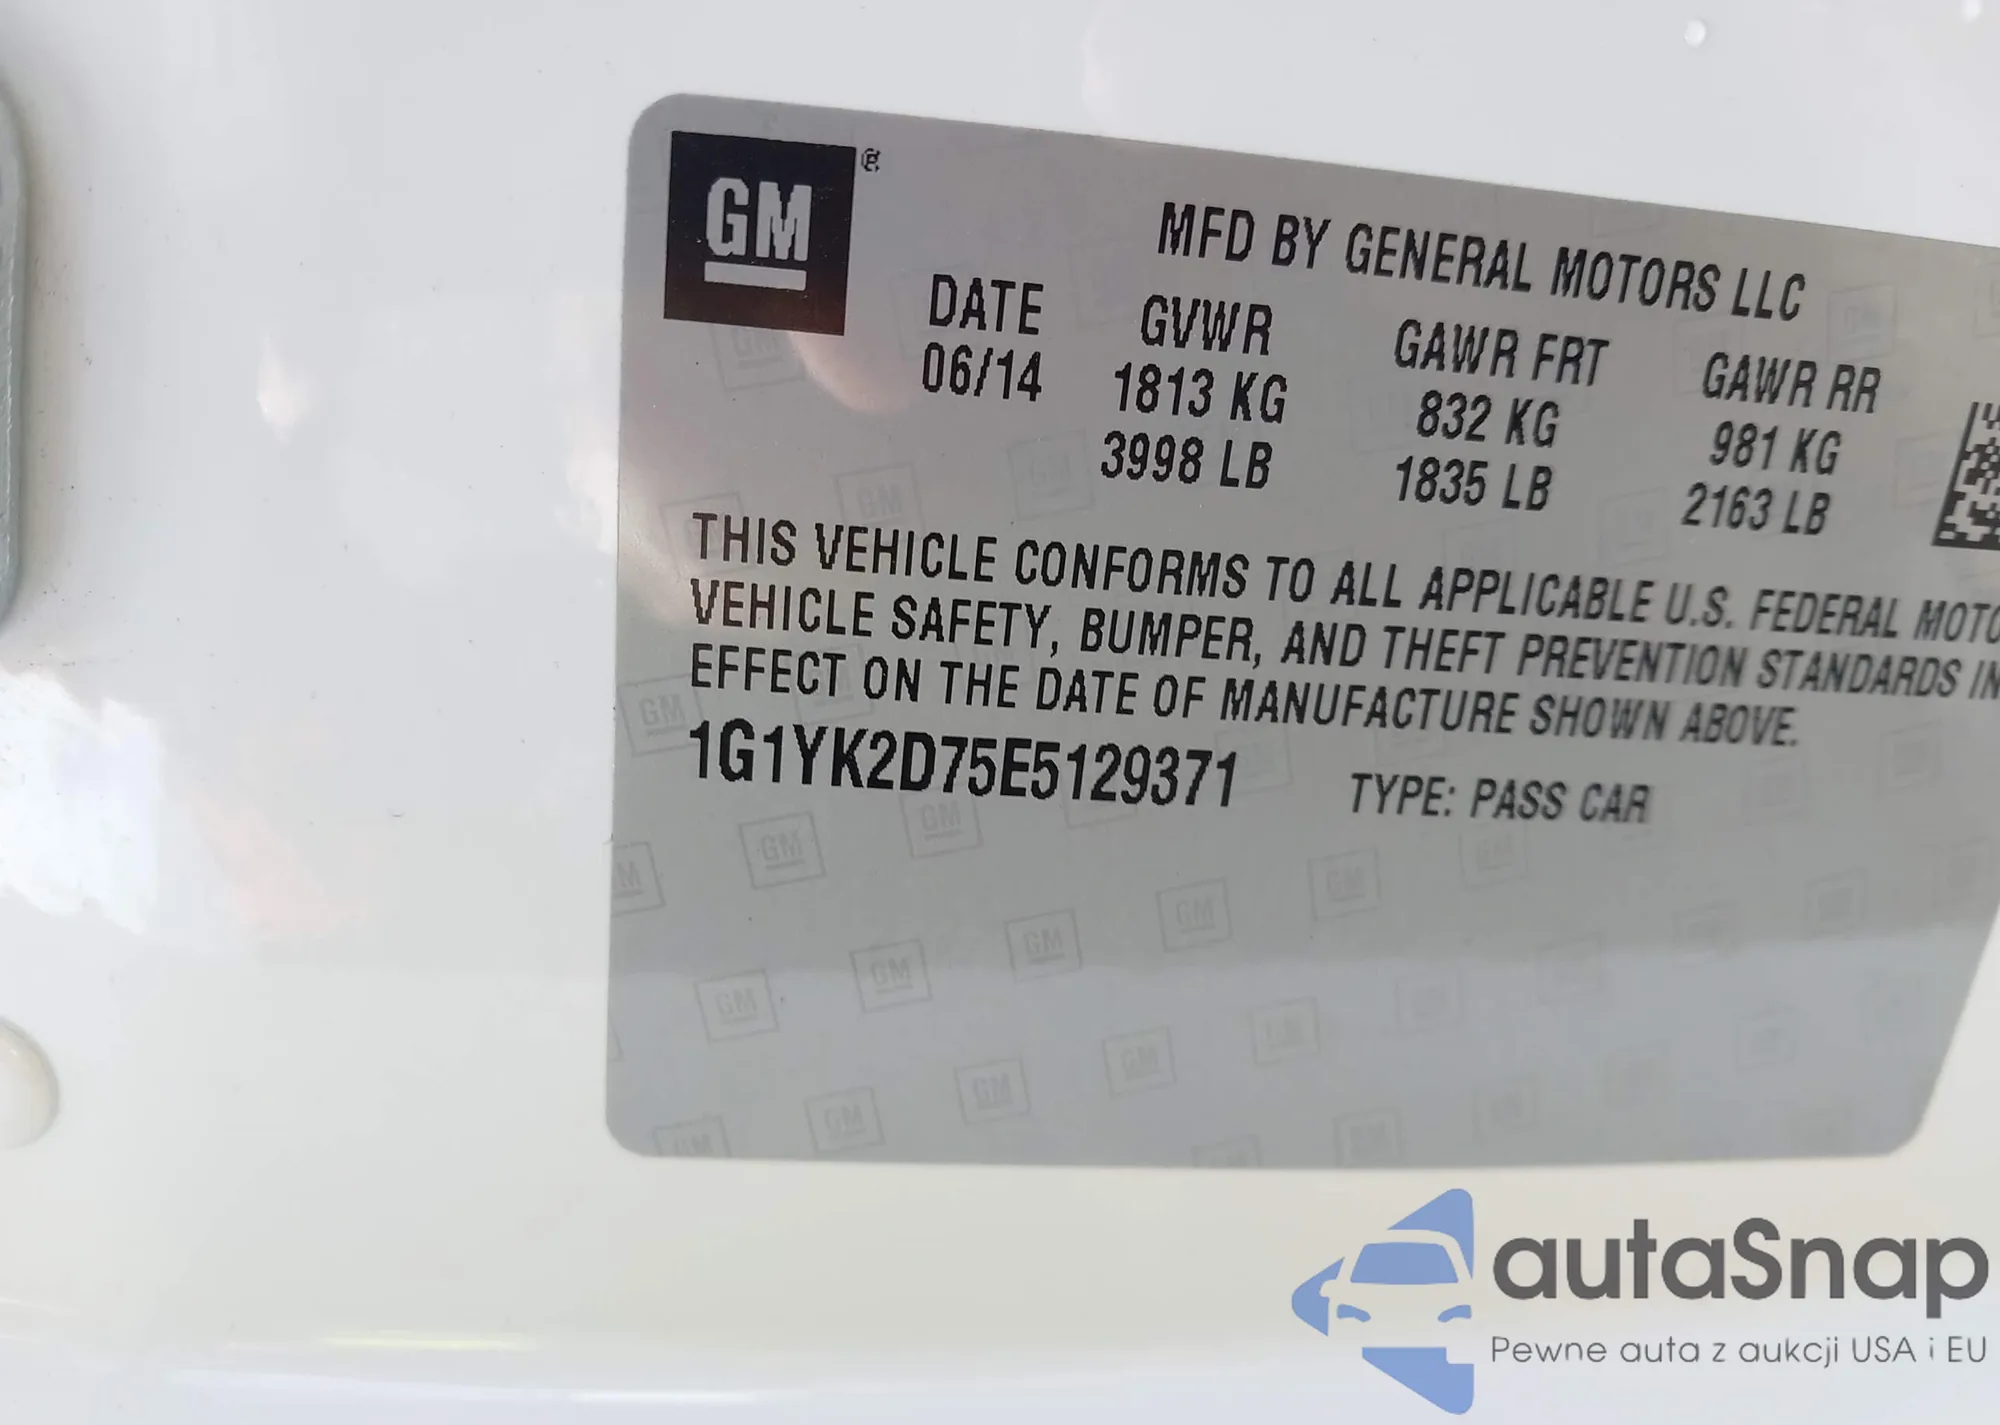 GM ®
MFD BY GENERAL MOTORS LLC
DATE GVWR GAWR FRT GAWR RR
06/14 1813 KG 832 KG 981 KG
3998 LB 1835 LB 2163 LB
THIS VEHICLE CONFORMS TO ALL APPLICABLE U.S. FEDERAL MOTO
VEHICLE SAFETY, BUMPER, AND THEFT PREVENTION STANDARDS IN
EFFECT ON THE DATE OF MANUFACTURE SHOWN ABOVE.
1G1YK2D75E5129371 TYPE: PASS CAR
autaSnap
Pewne auta z aukcji USA i EU